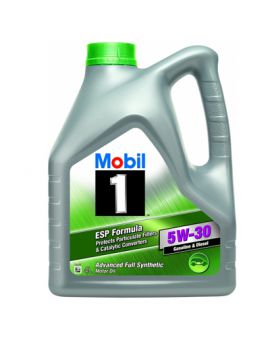 Mobil
1
ESP Formula
Protects Particulate Filters
& Catalytic Converters
5W-30
Gasoline & Diesel
Advanced Full Synthetic
Motor Oil